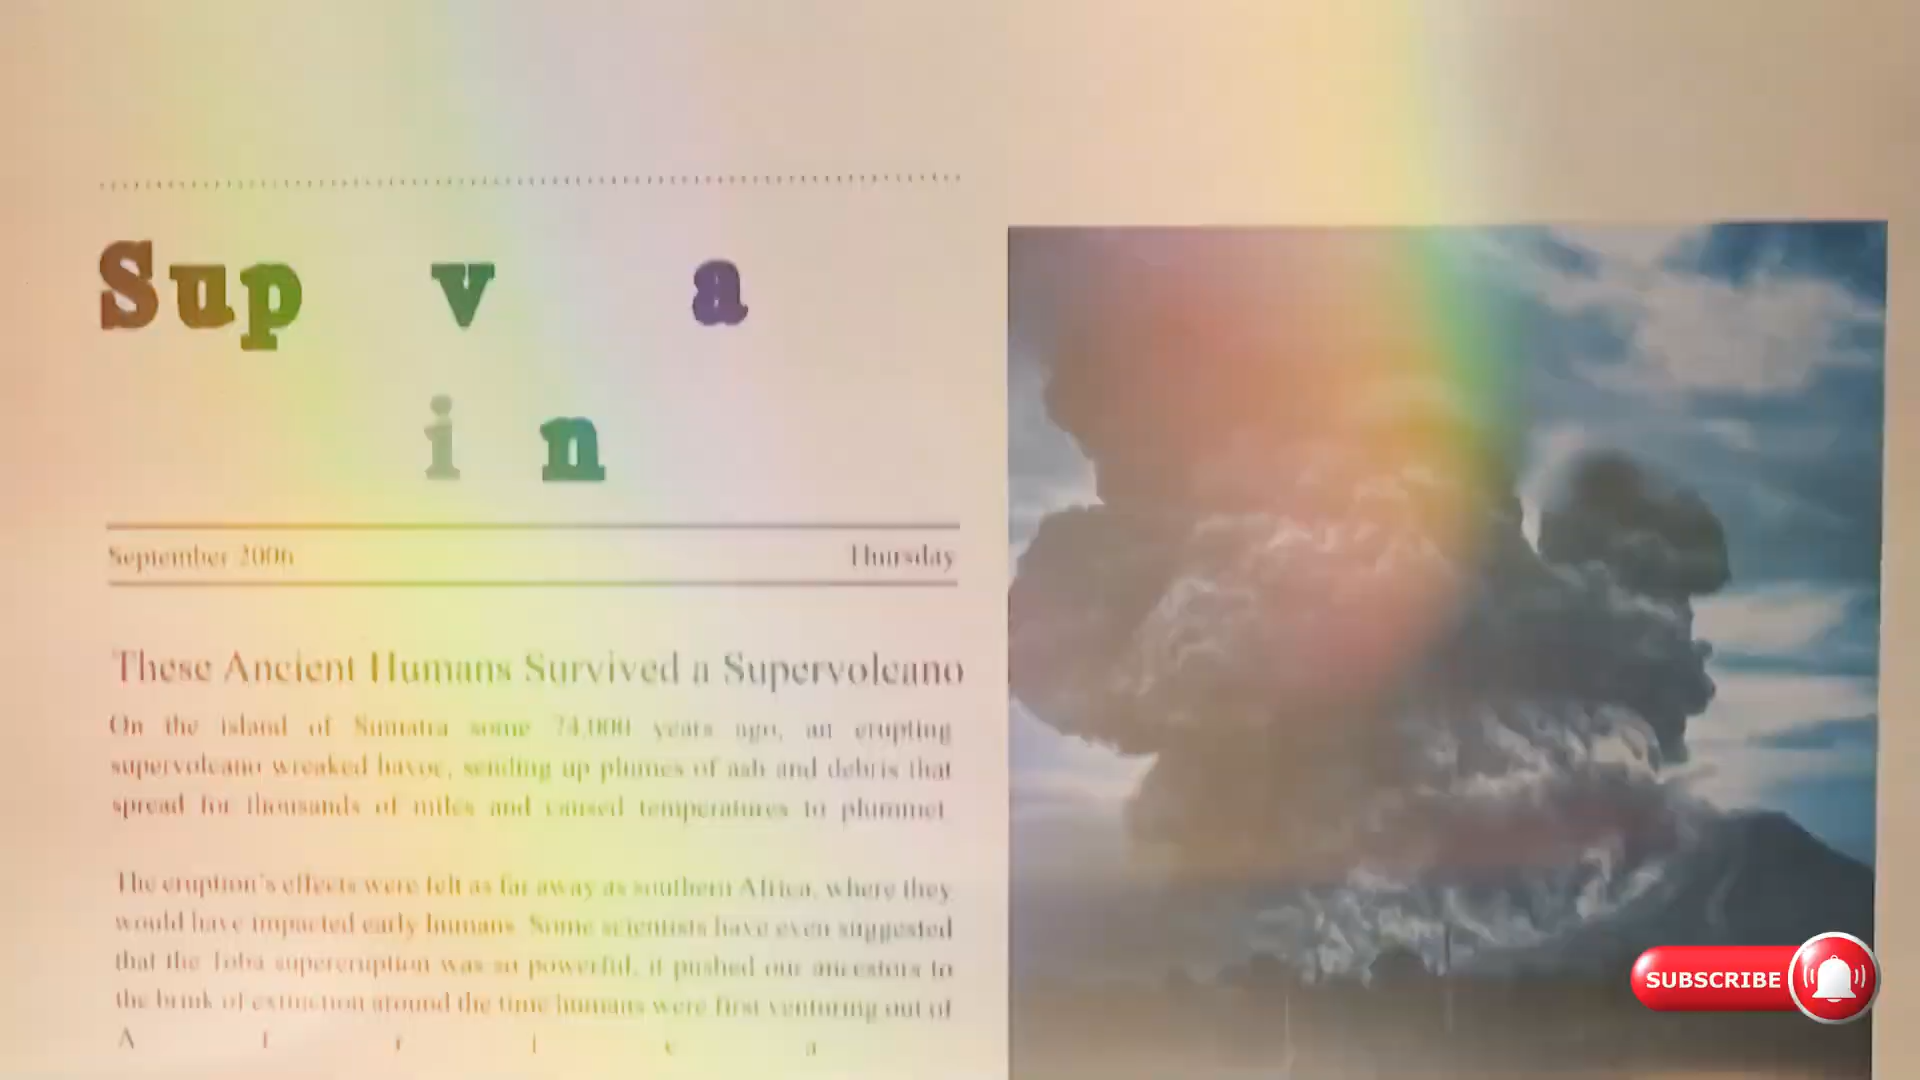 Sup v a
i n
September 2006
Thursday
These Ancient Humans Survived a Supervolcano
On the island of Sumatra some 74,000 years ago, an erupting
supervolcano wreaked havoc, sending up plumes of ash and debris that
spread for thousands of miles and caused temperatures to plummet
The eruption's effects were felt as far away as southern Africa, where they
would have impacted early humans. Some scientists have even suggested
that the Toba supereruption was so powerful, it pushed our ancestors to
the brink of extinction around the time humans were first venturing out of
A f r i c a
SUBSCRIBE